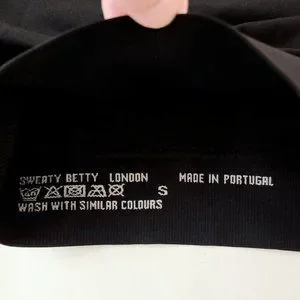 SWEATY BETTY LONDON MADE IN PORTUGAL
S
WASH WITH SIMILAR COLOURS